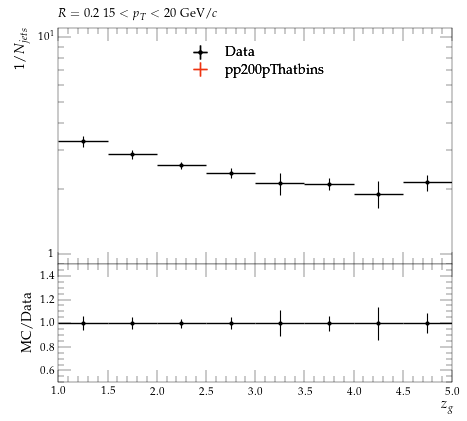 R = 0.2 15 < p_T < 20 GeV/c
1/N_jets
10^1
1
Data
pp200pThatbins
MC/Data
1.4
1.2
1.0
0.8
0.6
1.0 1.5 2.0 2.5 3.0 3.5 4.0 4.5 5.0
z_g